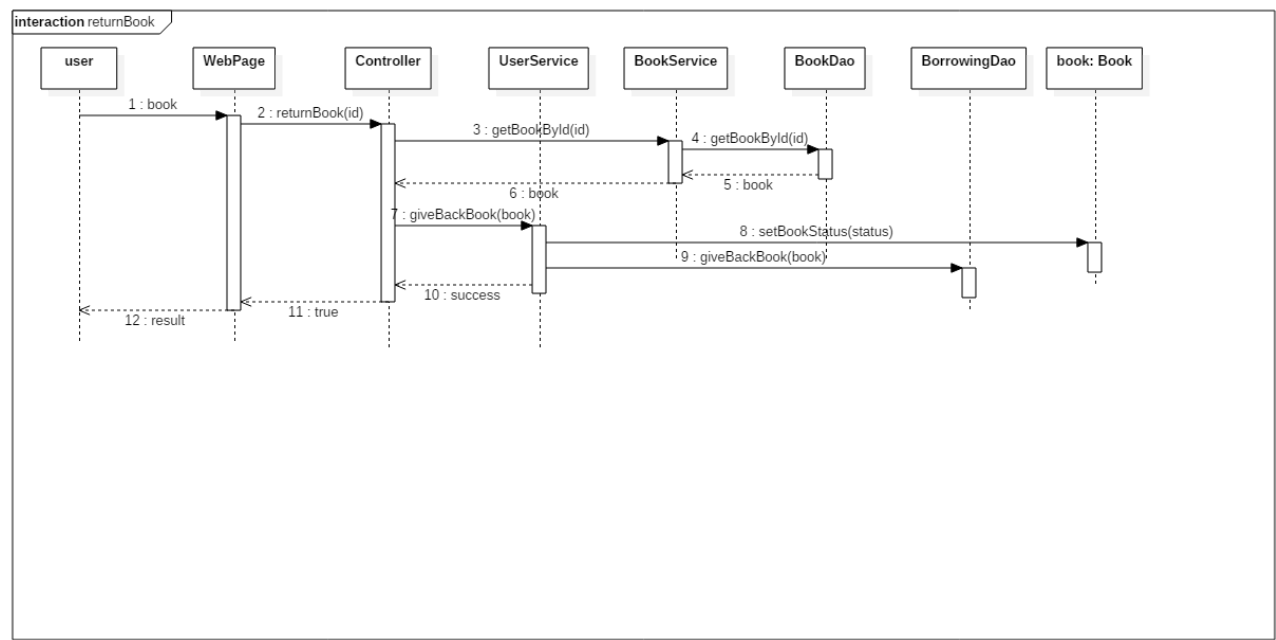 interaction returnBook
user
WebPage
Controller
UserService
BookService
BookDao
BorrowingDao
book: Book
1 : book
2 : returnBook(id)
3 : getBookById(id)
4 : getBookById(id)
5 : book
6 : book
7 : giveBackBook(book)
8 : setBookStatus(status)
9 : giveBackBook(book)
10 : success
11 : true
12 : result